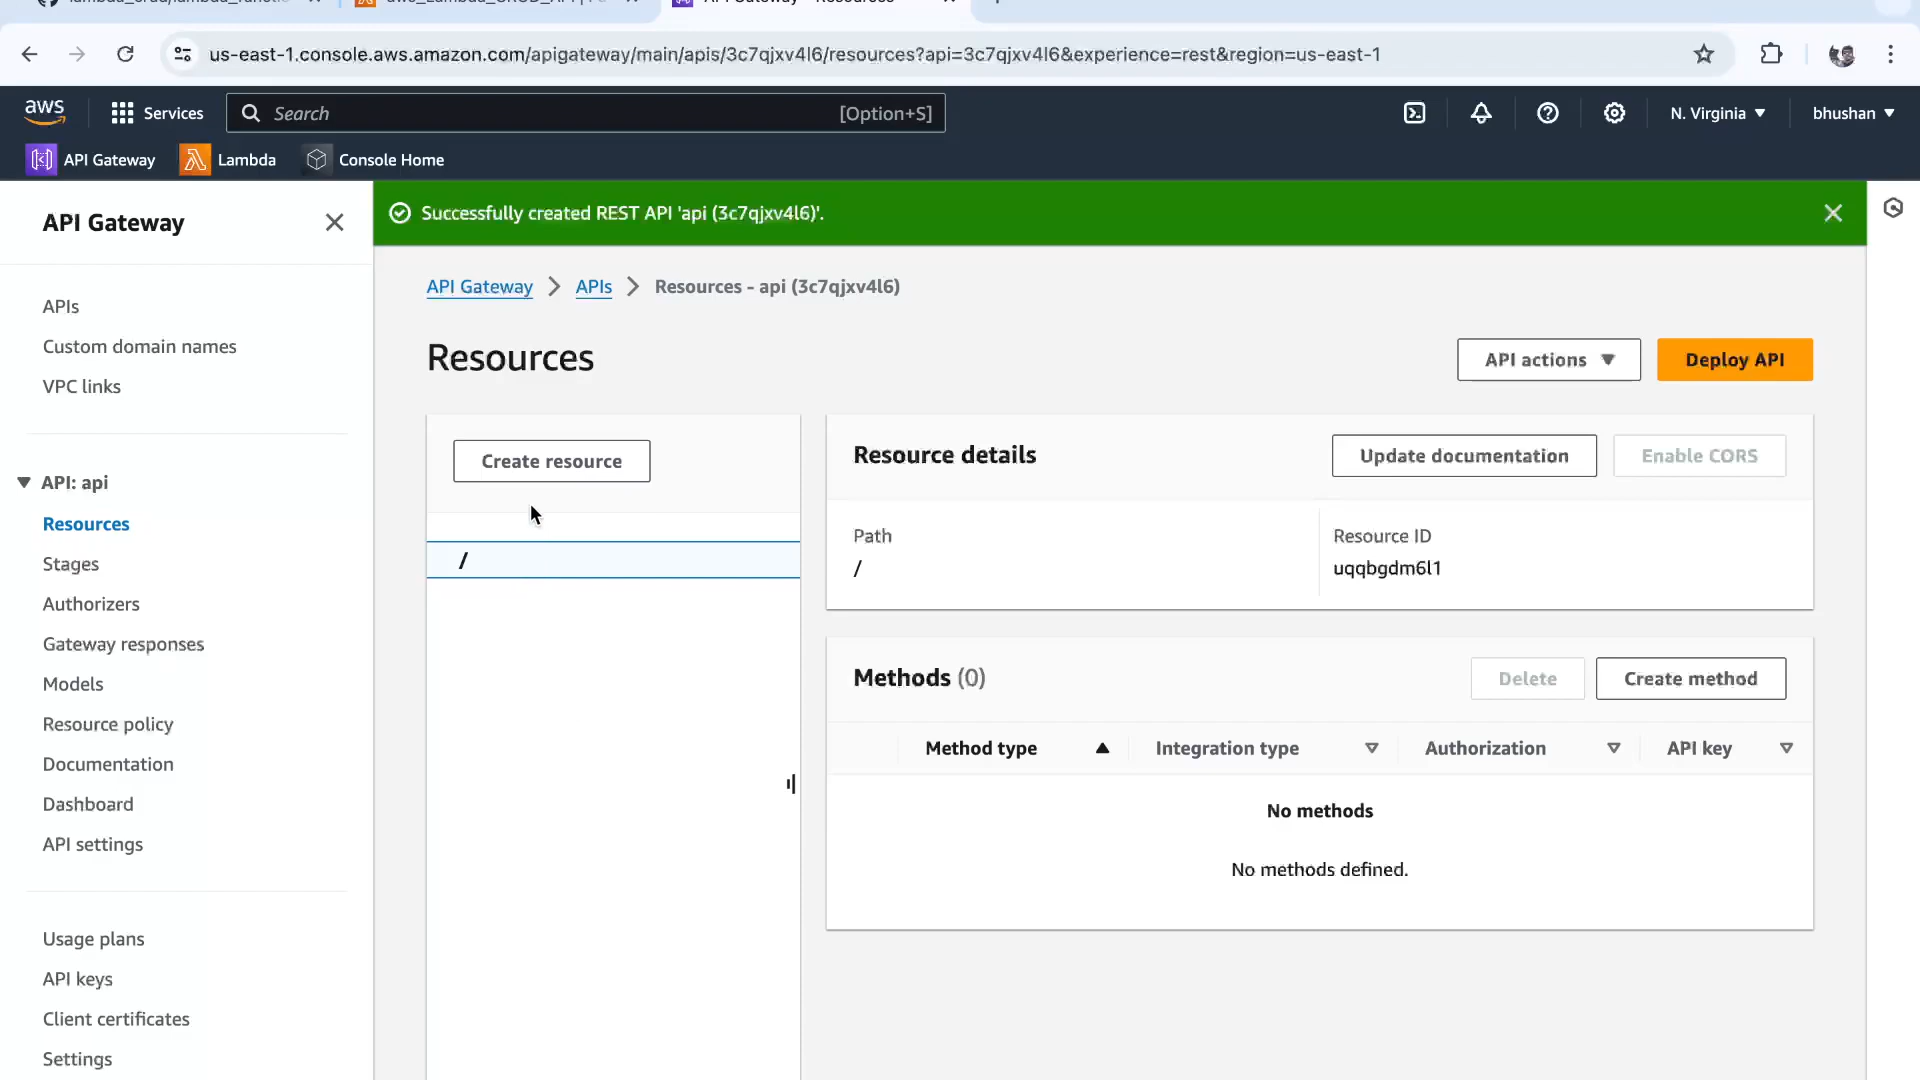 us-east-1.console.aws.amazon.com/apigateway/main/apis/3c7qjxv4l6/resources?api=3c7qjxv4l6&experience=rest&region=us-east-1
aws
Services
Search
[Option+S]
N. Virginia
bhushan
API Gateway
Lambda
Console Home
API Gateway
Successfully created REST API 'api (3c7qjxv4l6)'.
APIs
Custom domain names
VPC links
API: api
Resources
Stages
Authorizers
Gateway responses
Models
Resource policy
Documentation
Dashboard
API settings
Usage plans
API keys
Client certificates
Settings
API Gateway
APIs
Resources - api (3c7qjxv4l6)
Resources
API actions
Deploy API
Create resource
/
Resource details
Update documentation
Enable CORS
Path
/
Resource ID
uqqbgdm6l1
Methods (0)
Delete
Create method
Method type
Integration type
Authorization
API key
No methods
No methods defined.